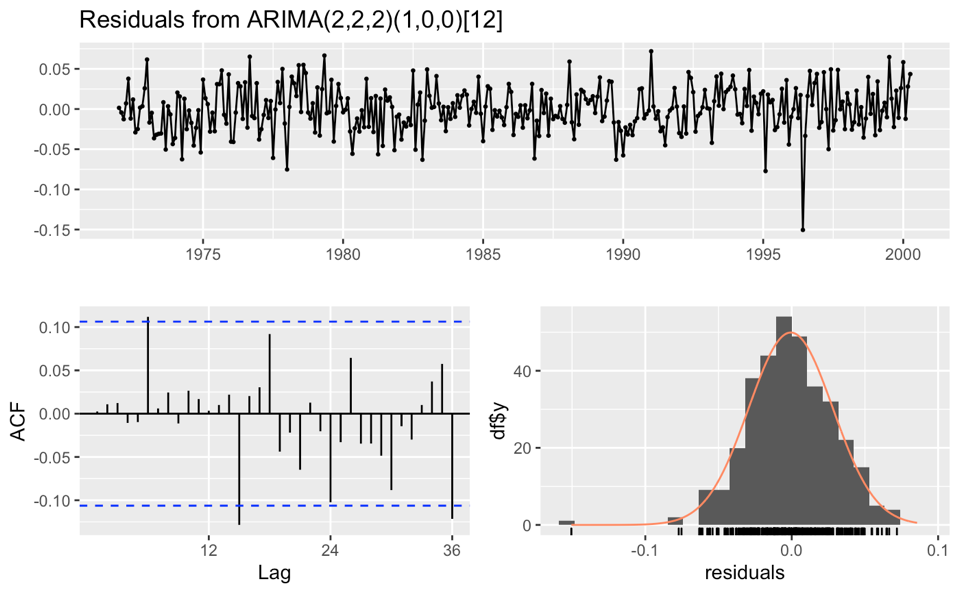 Residuals from ARIMA(2,2,2)(1,0,0)[12]
0.05
0.00
-0.05
-0.10
-0.15
1975 1980 1985 1990 1995 2000
ACF
0.10
0.05
0.00
-0.05
-0.10
12 24 36
Lag
df$y
40
20
0
-0.1 0.0 0.1
residuals